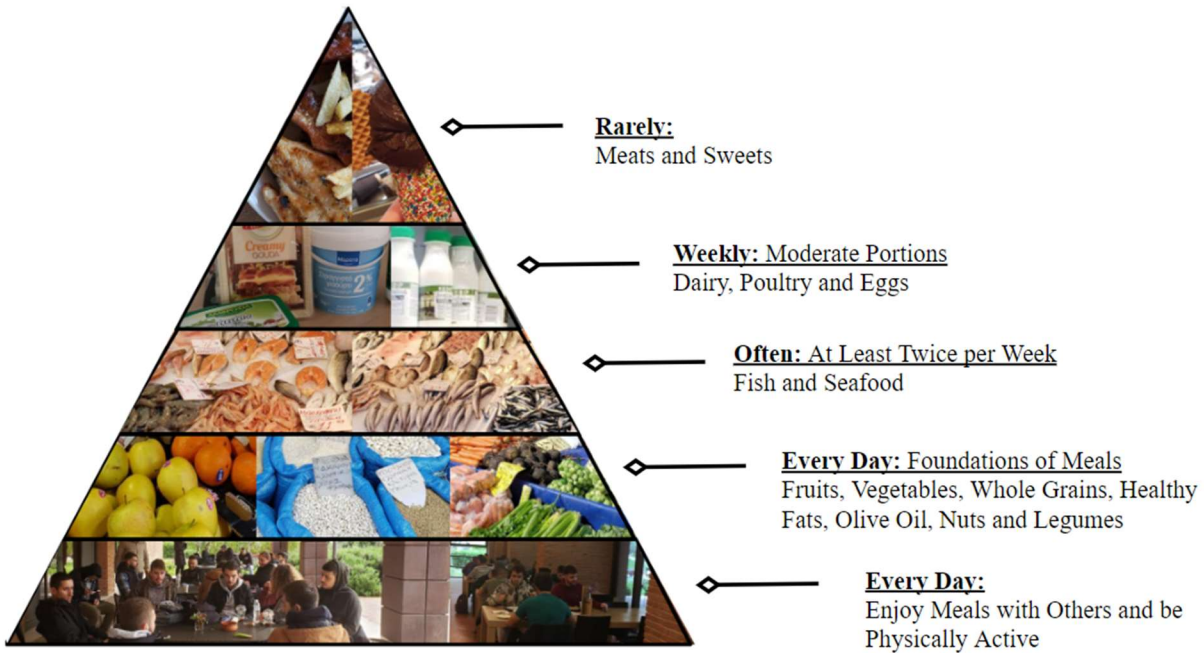 Rarely:
Meats and Sweets
Creamy
GOUDA
2%
Weekly: Moderate Portions
Dairy, Poultry and Eggs
Often: At Least Twice per Week
Fish and Seafood
Every Day: Foundations of Meals
Fruits, Vegetables, Whole Grains, Healthy
Fats, Olive Oil, Nuts and Legumes
Every Day:
Enjoy Meals with Others and be
Physically Active